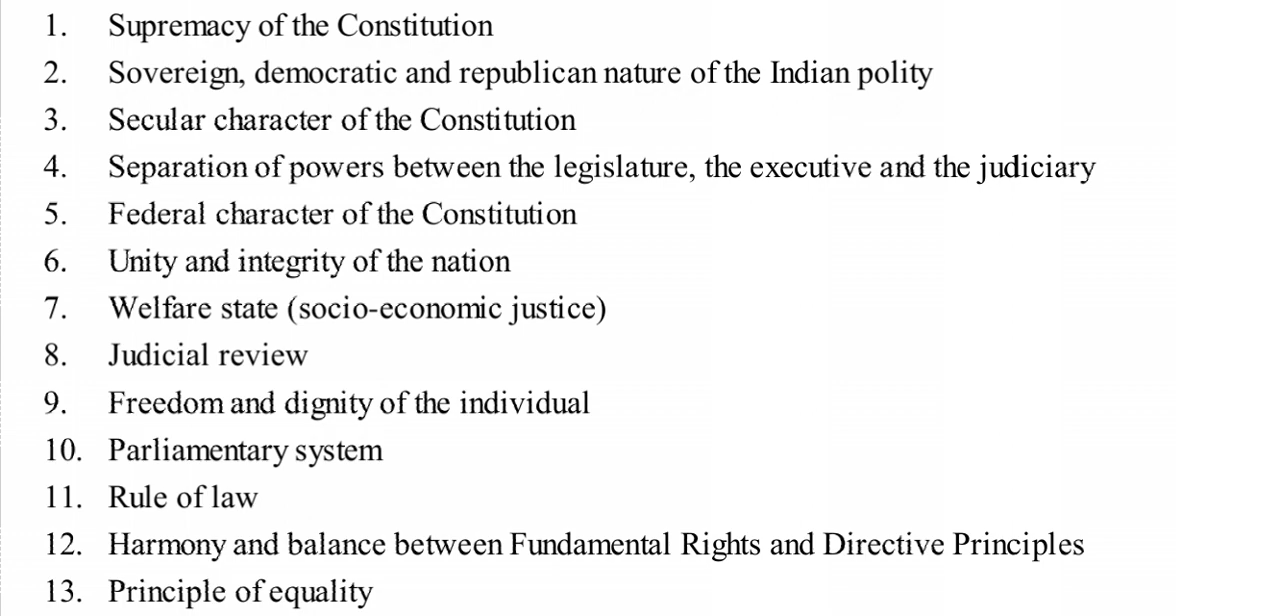 1. Supremacy of the Constitution
2. Sovereign, democratic and republican nature of the Indian polity
3. Secular character of the Constitution
4. Separation of powers between the legislature, the executive and the judiciary
5. Federal character of the Constitution
6. Unity and integrity of the nation
7. Welfare state (socio-economic justice)
8. Judicial review
9. Freedom and dignity of the individual
10. Parliamentary system
11. Rule of law
12. Harmony and balance between Fundamental Rights and Directive Principles
13. Principle of equality